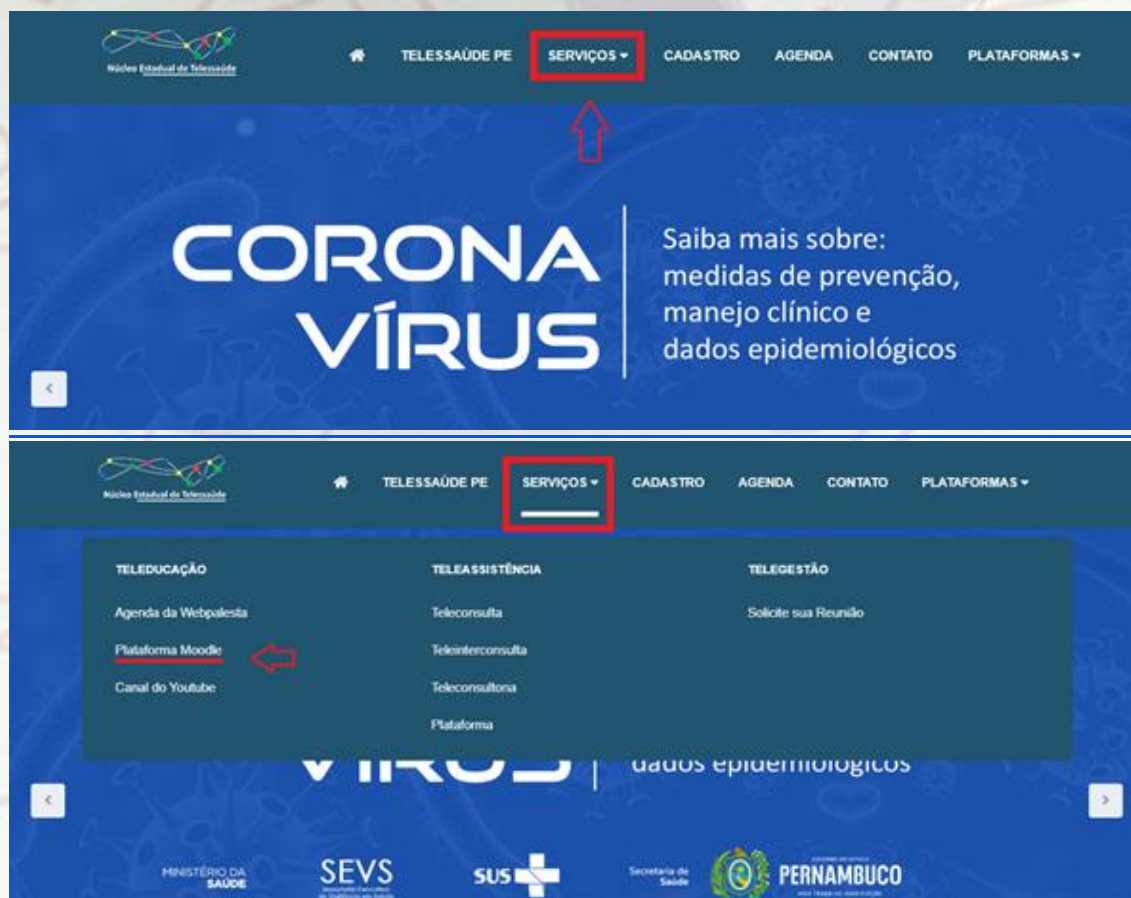 Núcleo Estadual de Telessaúde
TELESSAÚDE PE SERVIÇOS CADASTRO AGENDA CONTATO PLATAFORMAS
CORONA
VÍRUS
Saiba mais sobre:
medidas de prevenção,
manejo clínico e
dados epidemiológicos
Núcleo Estadual de Telessaúde
TELESSAÚDE PE SERVIÇOS CADASTRO AGENDA CONTATO PLATAFORMAS
TELEDUCAÇÃO
Agenda da Webpalesta
Plataforma Moodle
Canal do Youtube
TELEASSISTÊNCIA
Teleconsulta
Teleinterconsulta
Teleconsultoria
Plataforma
TELEGESTÃO
Solicite sua Reunião
VÍRUS
dados epidemiológicos
MINISTÉRIO DA
SAÚDE
SEVS
SUS
Secretaria de
Saúde
PERNAMBUCO